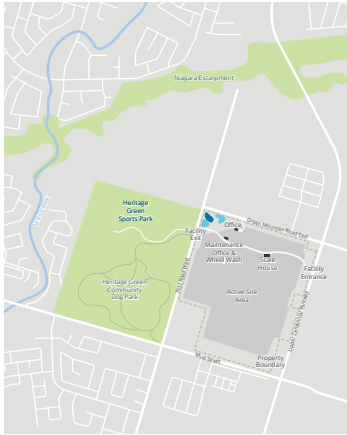 Niagara Escarpment
Heritage
Green
Sports Park
Office
Green Mountain Road East
Facility
Exit
Maintenance
Office &
Wheel Wash
Scale
House
Facility
Entrance
First Road West
Heritage Green
Community
Dog Park
Active Site
Area
Upper Centennial Parkway
Mud Street
Property
Boundary